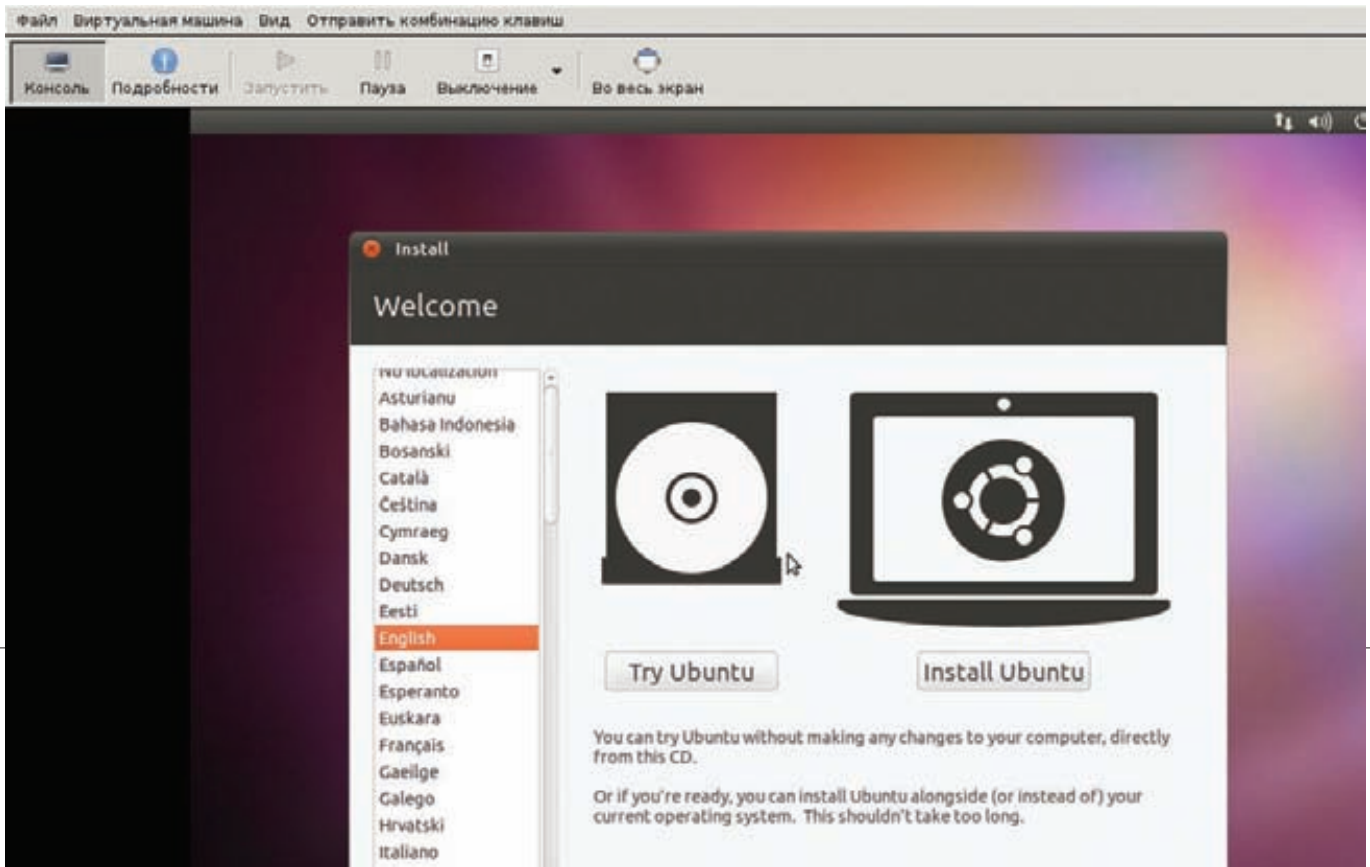 Файл Виртуальная машина Вид Отправить комбинацию клавиш
Консоль Подробности Запустить Пауза Выключение Во весь экран
Install
Welcome
No localization
Asturianu
Bahasa Indonesia
Bosanski
Català
Čeština
Cymraeg
Dansk
Deutsch
Eesti
English
Español
Esperanto
Euskara
Français
Gaeilge
Galego
Hrvatski
Italiano
Try Ubuntu
Install Ubuntu
You can try Ubuntu without making any changes to your computer, directly
from this CD.
Or if you're ready, you can install Ubuntu alongside (or instead of) your
current operating system. This shouldn't take too long.